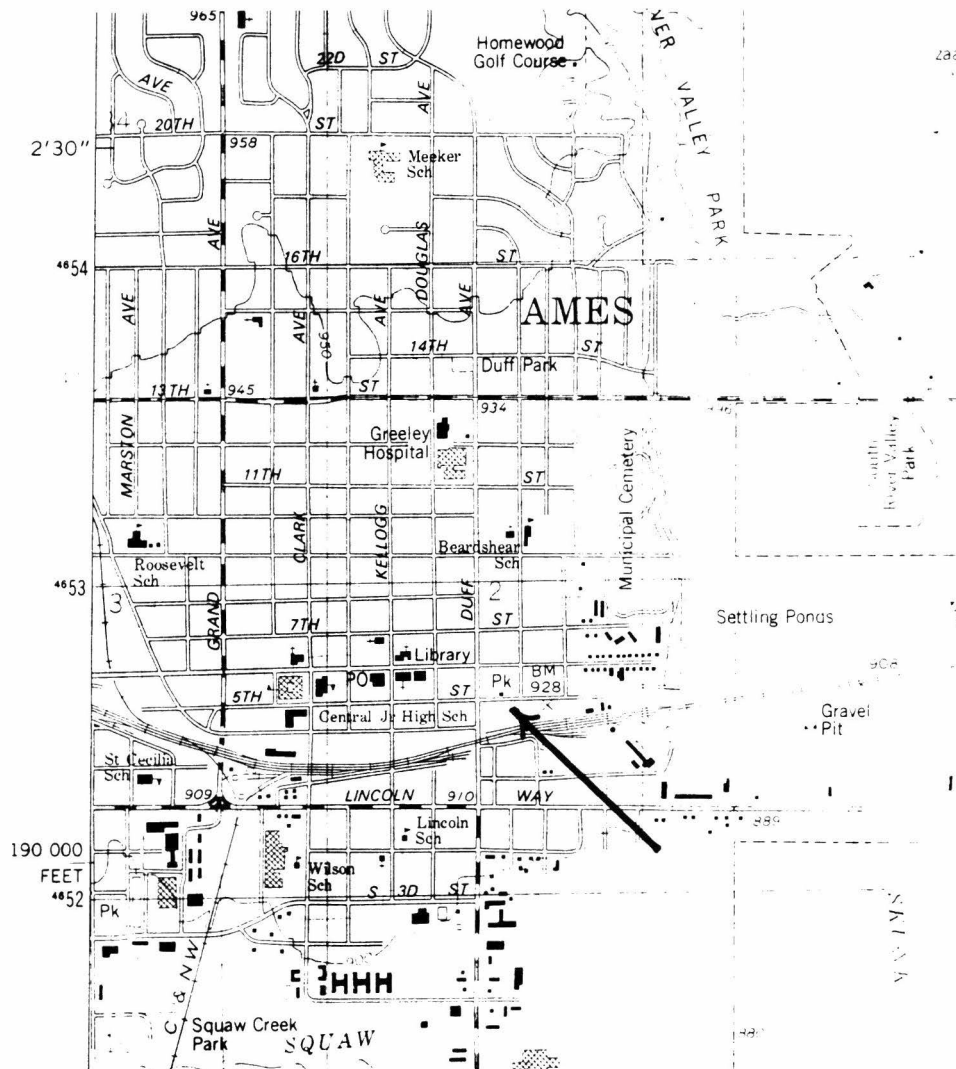 965
22D ST
Homewood
Golf Course
VALLEY
PARK
AVE
AVE
20TH ST
2'30"
958
Meeker
Sch
AVE
DOUGLAS
16TH ST
⁴⁶54
AVE
AVE
AVE
AVE
AMES
950
14TH ST
Duff Park
13TH
945
ST
934
Greeley
Hospital
MARSTON
11TH ST
Municipal Cemetery
River Valley
Park
CLARK
KELLOGG
Roosevelt
Sch
Beardshear
Sch
⁴⁶53
3
2
GRAND
DUFF
7TH ST
Settling Ponds
Library
PO
5TH ST
Pk
BM
928
908
Central Jr High Sch
Gravel
Pit
St Cecilia
Sch
909
LINCOLN
910
WAY
889
Lincoln
Sch
190 000
FEET
Wilson
Sch
⁴⁶52
S 3D ST
Pk
C & NW
SKUNK
Squaw Creek
Park
SQUAW